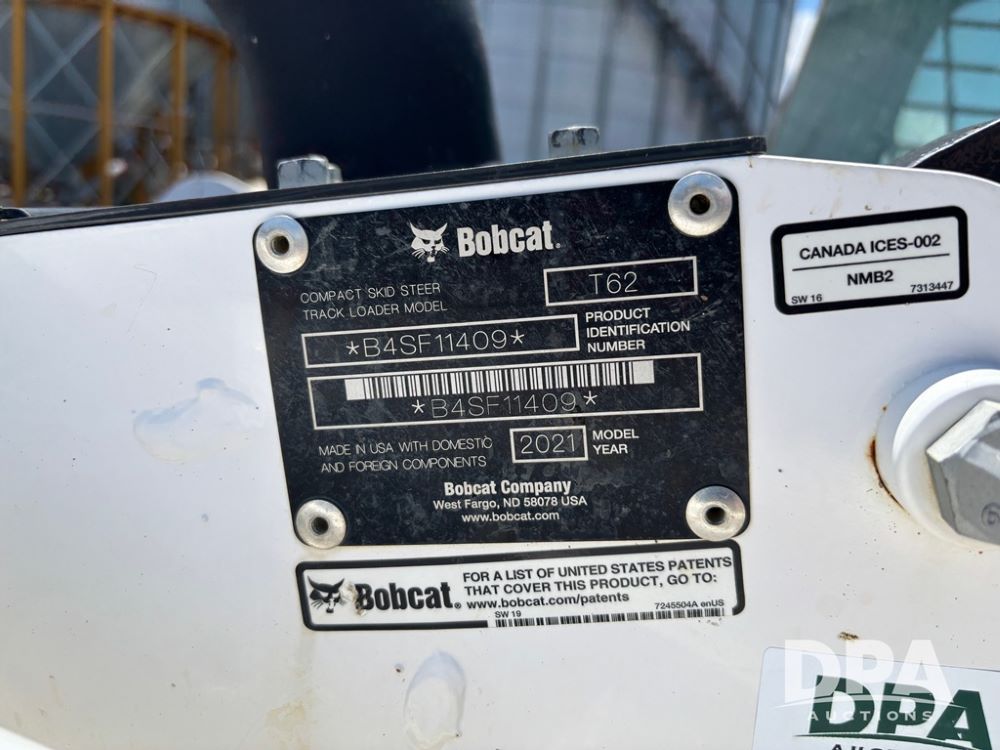 Bobcat.
COMPACT SKID STEER
TRACK LOADER MODEL
T62
*B4SF11409*
PRODUCT
IDENTIFICATION
NUMBER
*B4SF11409*
MADE IN USA WITH DOMESTIC
AND FOREIGN COMPONENTS
2021
MODEL
YEAR
Bobcat Company
West Fargo, ND 58078 USA
www.bobcat.com
CANADA ICES-002
NMB2
SW 16 7313447
Bobcat.
FOR A LIST OF UNITED STATES PATENTS
THAT COVER THIS PRODUCT, GO TO:
www.bobcat.com/patents
SW 19 7245504A enUS
DPA
AUCTIONS
DPA